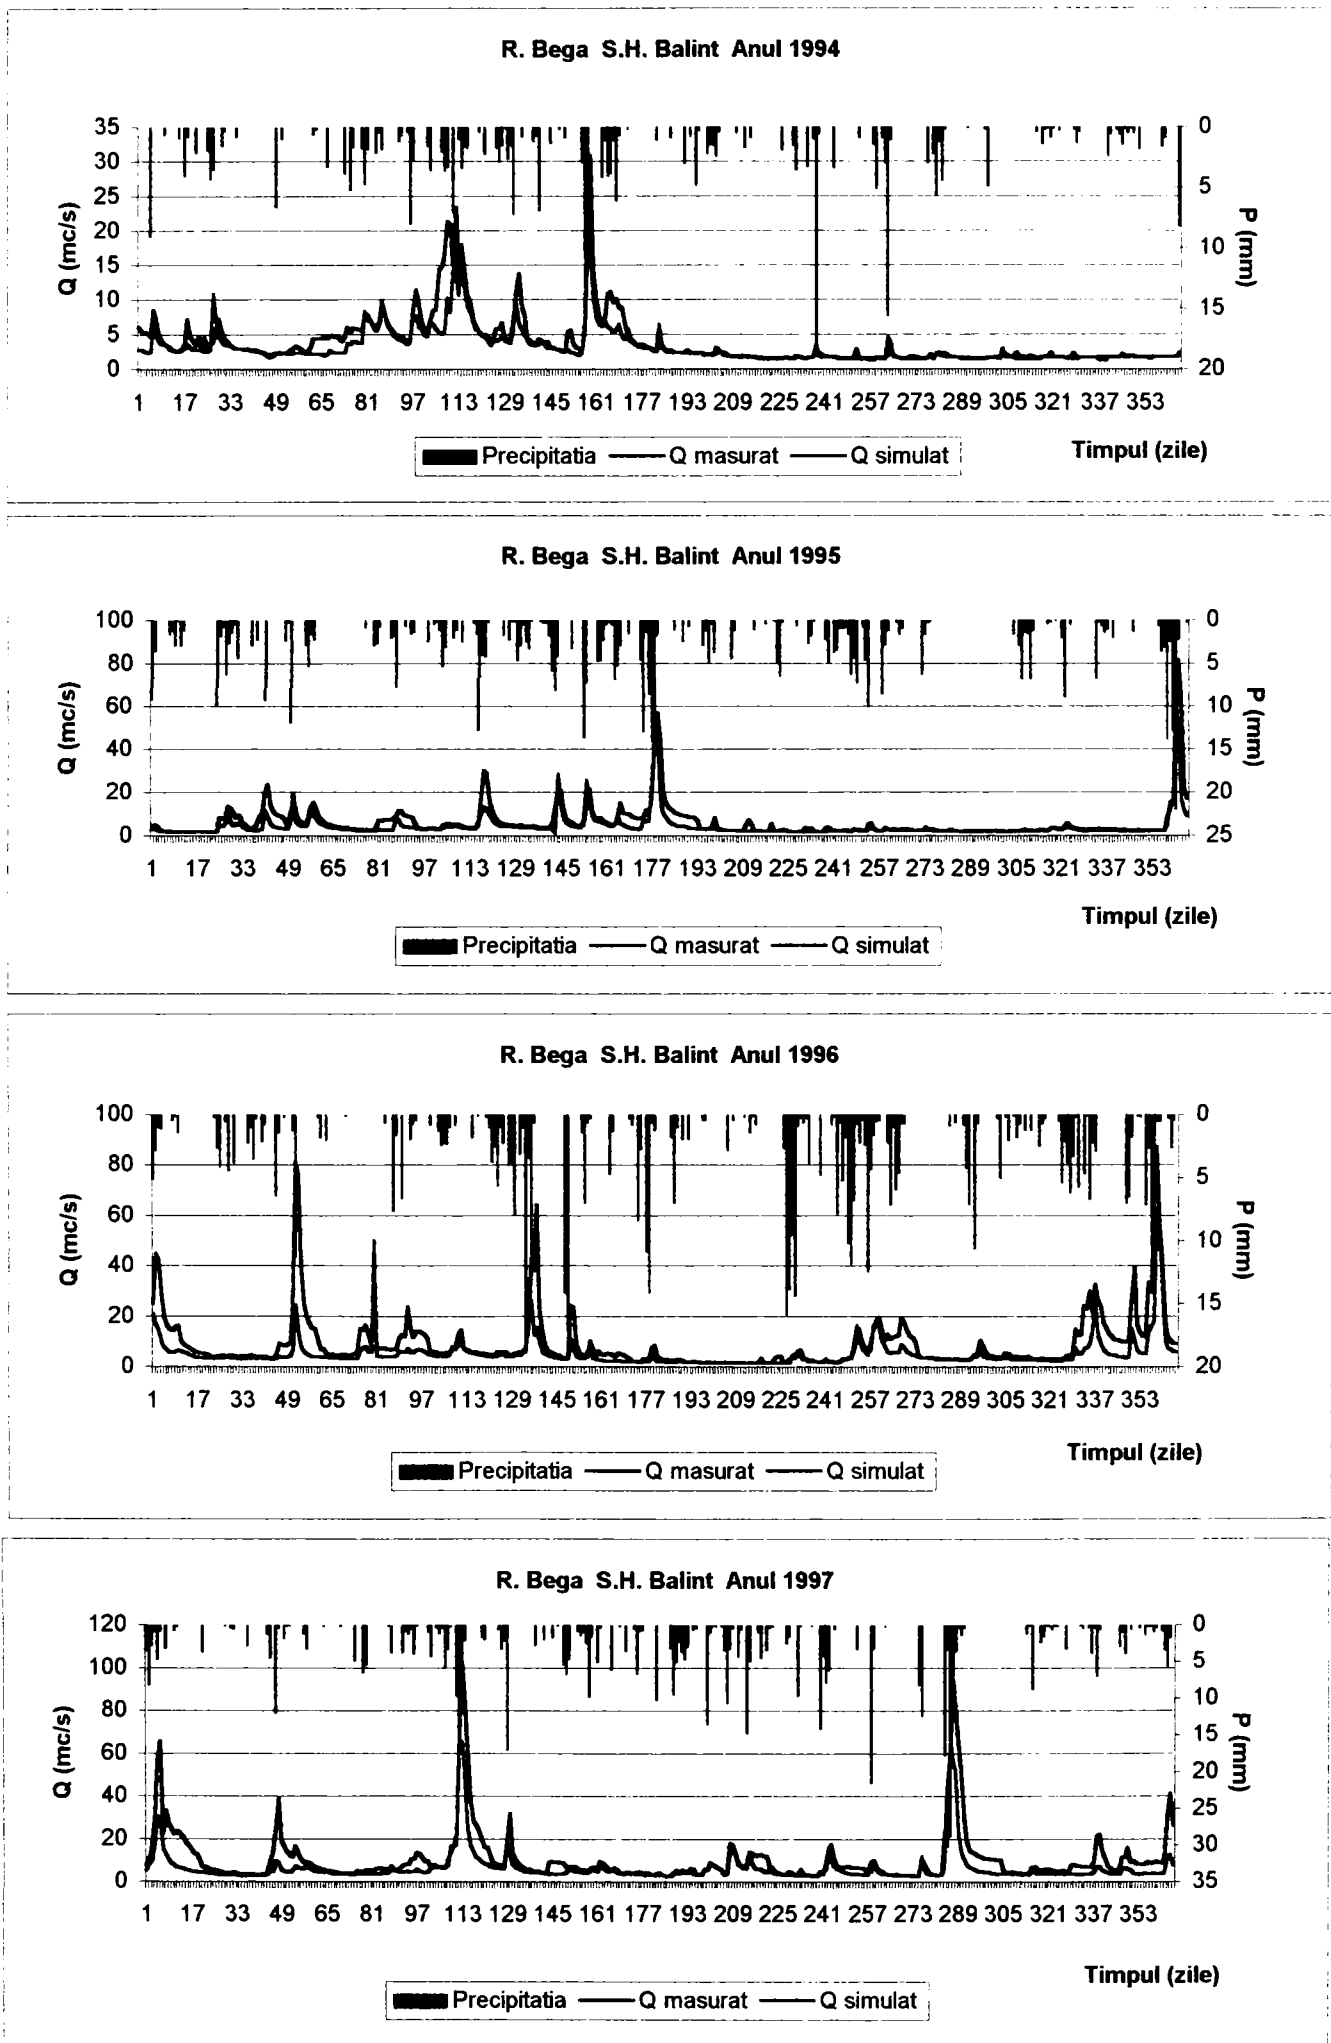 R. Bega S.H. Balint Anul 1994
35 30 25 20 15 10 5 0
Q (mc/s)
0 5 10 15 20
P (mm)
1 17 33 49 65 81 97 113 129 145 161 177 193 209 225 241 257 273 289 305 321 337 353
Precipitatia Q masurat Q simulat
Timpul (zile)
R. Bega S.H. Balint Anul 1995
100 80 60 40 20 0
Q (mc/s)
0 5 10 15 20 25
P (mm)
1 17 33 49 65 81 97 113 129 145 161 177 193 209 225 241 257 273 289 305 321 337 353
Timpul (zile)
Precipitatia Q masurat Q simulat
R. Bega S.H. Balint Anul 1996
100 80 60 40 20 0
Q (mc/s)
0 5 10 15 20
P (mm)
1 17 33 49 65 81 97 113 129 145 161 177 193 209 225 241 257 273 289 305 321 337 353
Timpul (zile)
Precipitatia Q masurat Q simulat
R. Bega S.H. Balint Anul 1997
120 100 80 60 40 20 0
Q (mc/s)
0 5 10 15 20 25 30 35
P (mm)
1 17 33 49 65 81 97 113 129 145 161 177 193 209 225 241 257 273 289 305 321 337 353
Timpul (zile)
Precipitatia Q masurat Q simulat